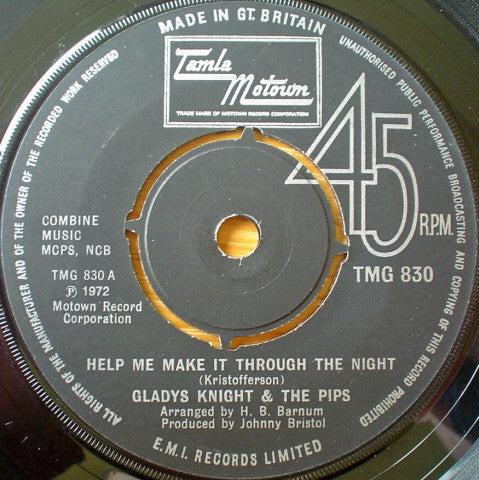 MADE IN GT. BRITAIN
UNAUTHORISED PUBLIC PERFORMANCE BROADCASTING AND COPYING OF THIS RECORD PROHIBITED
ALL RIGHTS OF THE MANUFACTURER AND OF THE OWNER OF THE RECORDED WORK RESERVED
Tamla
Motown
TRADE MARK OF MOTOWN RECORD CORPORATION
45
R.P.M.
COMBINE
MUSIC
MCPS, NCB
TMG 830 A
Ⓟ 1972
Motown Record
Corporation
TMG 830
HELP ME MAKE IT THROUGH THE NIGHT
(Kristofferson)
GLADYS KNIGHT & THE PIPS
Arranged by H. B. Barnum
Produced by Johnny Bristol
E.M.I. RECORDS LIMITED